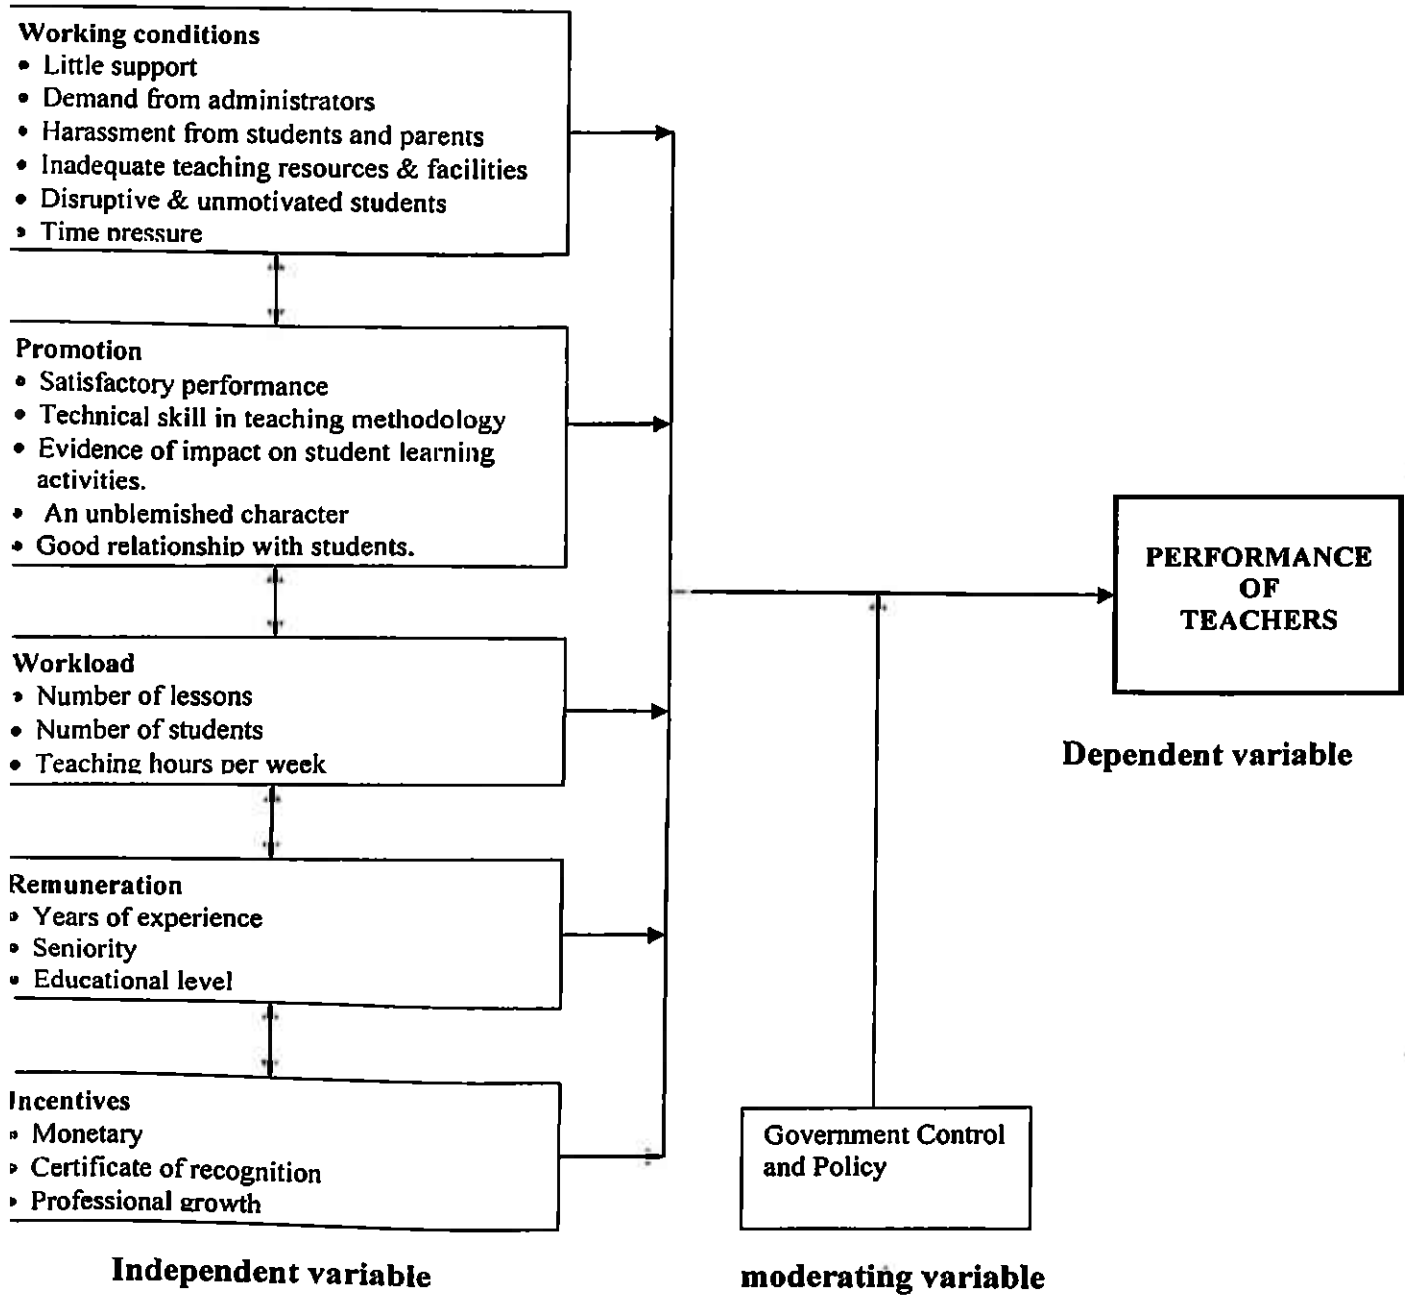 Working conditions
• Little support
• Demand from administrators
• Harassment from students and parents
• Inadequate teaching resources & facilities
• Disruptive & unmotivated students
• Time pressure
Promotion
• Satisfactory performance
• Technical skill in teaching methodology
• Evidence of impact on student learning
activities.
• An unblemished character
• Good relationship with students.
Workload
• Number of lessons
• Number of students
• Teaching hours per week
Remuneration
• Years of experience
• Seniority
• Educational level
Incentives
• Monetary
• Certificate of recognition
• Professional growth
Independent variable
Government Control
and Policy
moderating variable
PERFORMANCE
OF
TEACHERS
Dependent variable